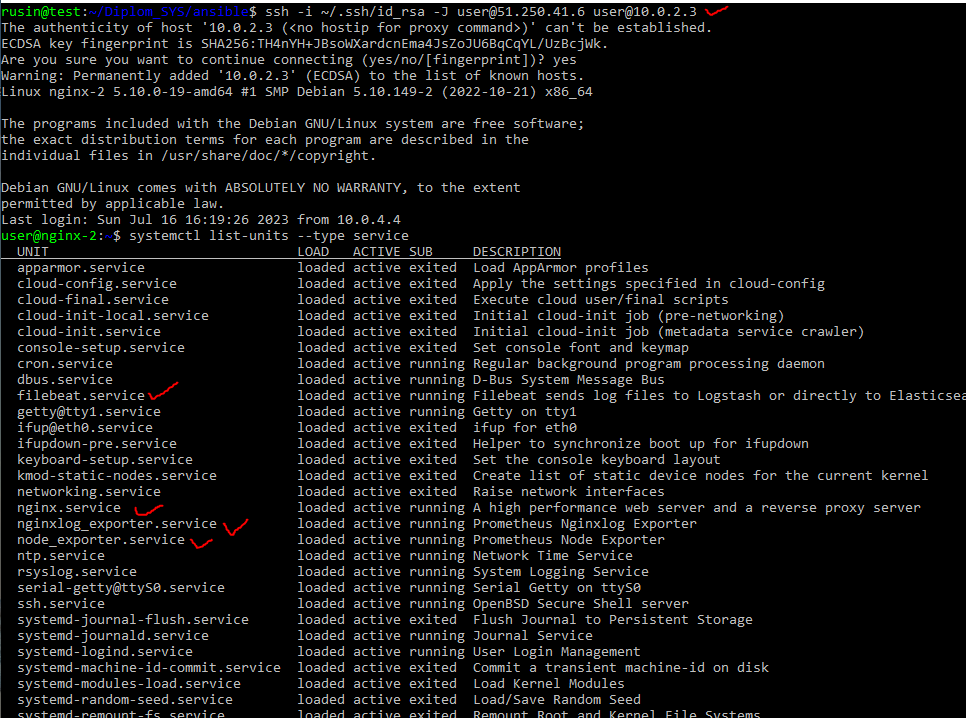 rusin@test:~/Diplom_SYS/ansible$ ssh -i ~/.ssh/id_rsa -J user@51.250.41.6 user@10.0.2.3
The authenticity of host '10.0.2.3 (<no hostip for proxy command>)' can't be established.
ECDSA key fingerprint is SHA256:TH4nYH+JBsoWXardcnEma4JsZoJU6BqCqYL/UzBcjWk.
Are you sure you want to continue connecting (yes/no/[fingerprint])? yes
Warning: Permanently added '10.0.2.3' (ECDSA) to the list of known hosts.
Linux nginx-2 5.10.0-19-amd64 #1 SMP Debian 5.10.149-2 (2022-10-21) x86_64
The programs included with the Debian GNU/Linux system are free software;
the exact distribution terms for each program are described in the
individual files in /usr/share/doc/*/copyright.
Debian GNU/Linux comes with ABSOLUTELY NO WARRANTY, to the extent
permitted by applicable law.
Last login: Sun Jul 16 16:19:26 2023 from 10.0.4.4
user@nginx-2:~$ systemctl list-units --type service
UNIT LOAD ACTIVE SUB DESCRIPTION
apparmor.service loaded active exited Load AppArmor profiles
cloud-config.service loaded active exited Apply the settings specified in cloud-config
cloud-final.service loaded active exited Execute cloud user/final scripts
cloud-init-local.service loaded active exited Initial cloud-init job (pre-networking)
cloud-init.service loaded active exited Initial cloud-init job (metadata service crawler)
console-setup.service loaded active exited Set console font and keymap
cron.service loaded active running Regular background program processing daemon
dbus.service loaded active running D-Bus System Message Bus
filebeat.service loaded active running Filebeat sends log files to Logstash or directly to Elasticsea
getty@tty1.service loaded active running Getty on tty1
ifup@eth0.service loaded active exited ifup for eth0
ifupdown-pre.service loaded active exited Helper to synchronize boot up for ifupdown
keyboard-setup.service loaded active exited Set the console keyboard layout
kmod-static-nodes.service loaded active exited Create list of static device nodes for the current kernel
networking.service loaded active exited Raise network interfaces
nginx.service loaded active running A high performance web server and a reverse proxy server
nginxlog_exporter.service loaded active running Prometheus Nginxlog Exporter
node_exporter.service loaded active running Prometheus Node Exporter
ntp.service loaded active running Network Time Service
rsyslog.service loaded active running System Logging Service
serial-getty@ttyS0.service loaded active running Serial Getty on ttyS0
ssh.service loaded active running OpenBSD Secure Shell server
systemd-journal-flush.service loaded active exited Flush Journal to Persistent Storage
systemd-journald.service loaded active running Journal Service
systemd-logind.service loaded active running User Login Management
systemd-machine-id-commit.service loaded active exited Commit a transient machine-id on disk
systemd-modules-load.service loaded active exited Load Kernel Modules
systemd-random-seed.service loaded active exited Load/Save Random Seed
systemd-remount-fs.service loaded active exited Remount Root and Kernel File Systems